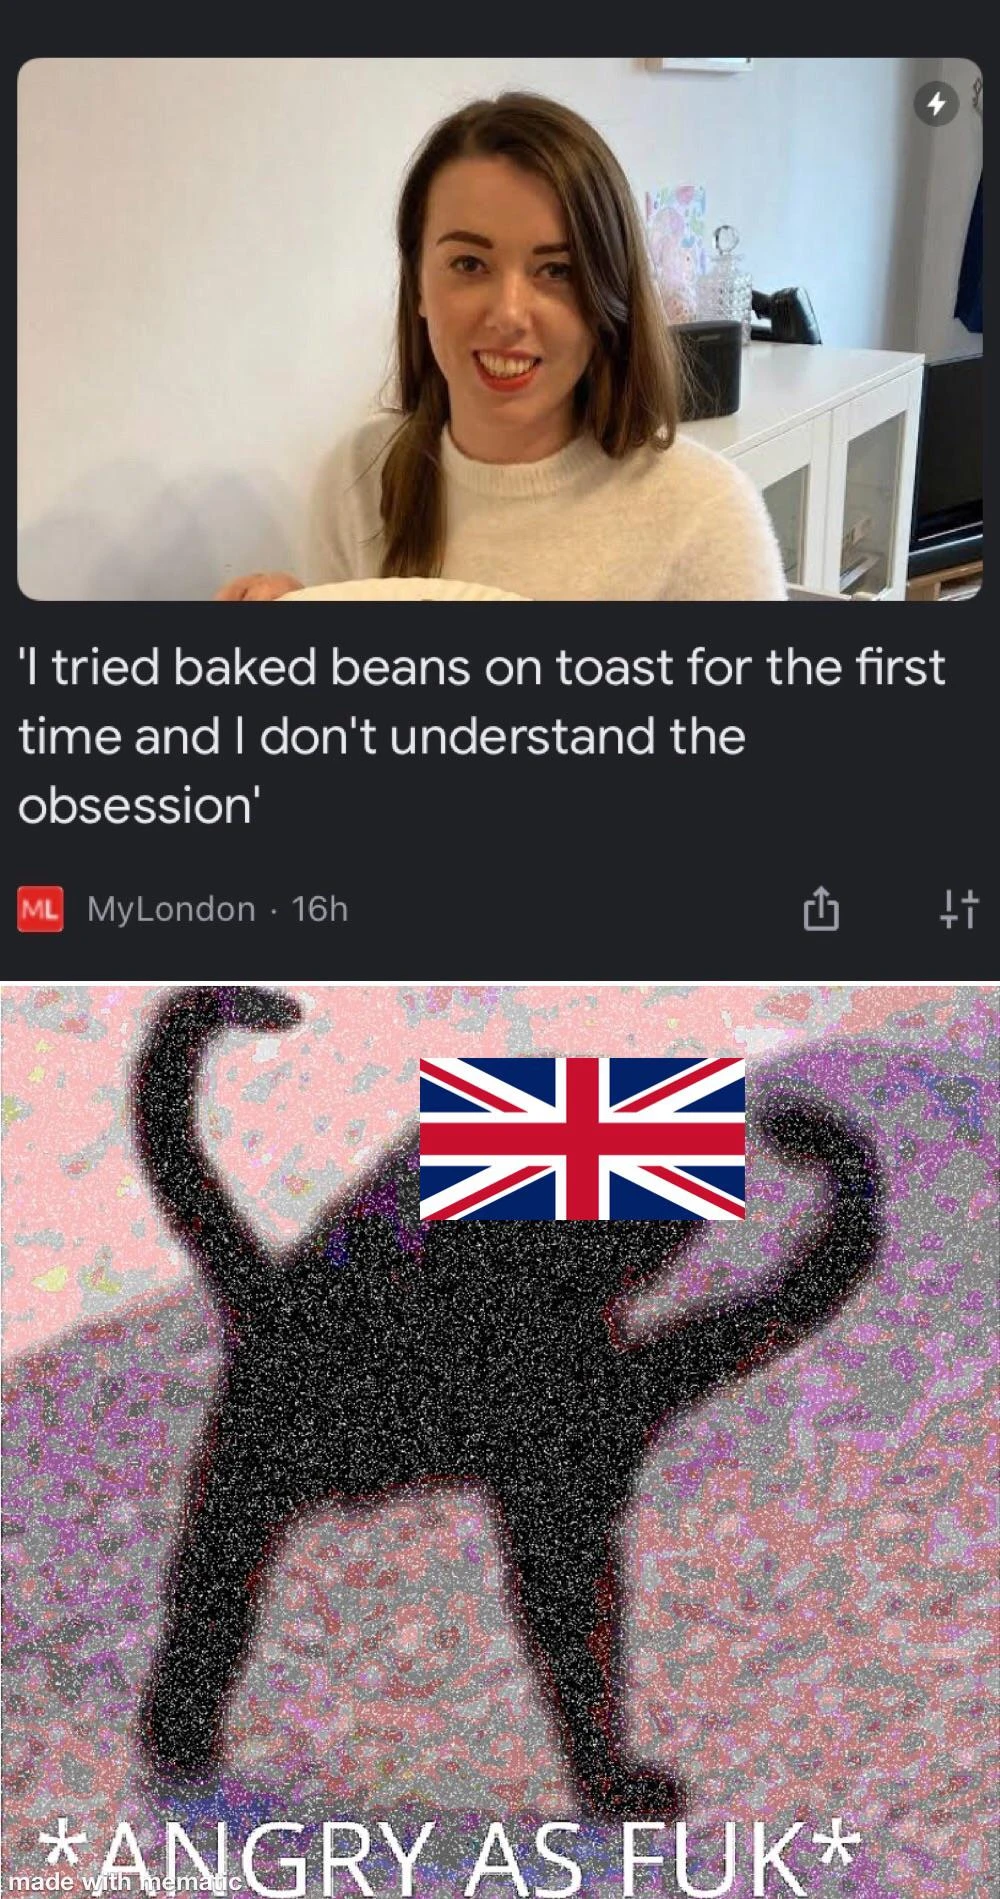 'I tried baked beans on toast for the first
time and I don't understand the
obsession'
ML MyLondon · 16h
*ANGRY AS FUK*
made with mematic